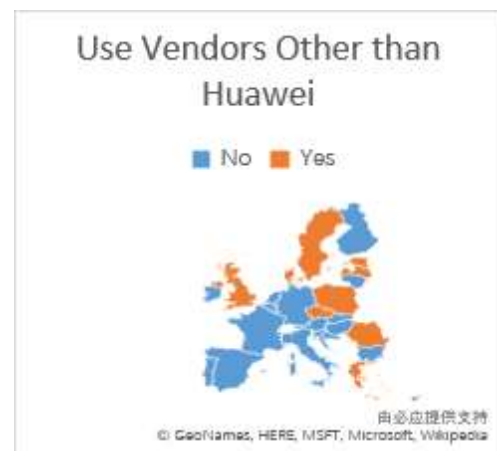 Use Vendors Other than
Huawei
No Yes
由必应提供支持
© GeoNames, HERE, MSFT, Microsoft, Wikipedia